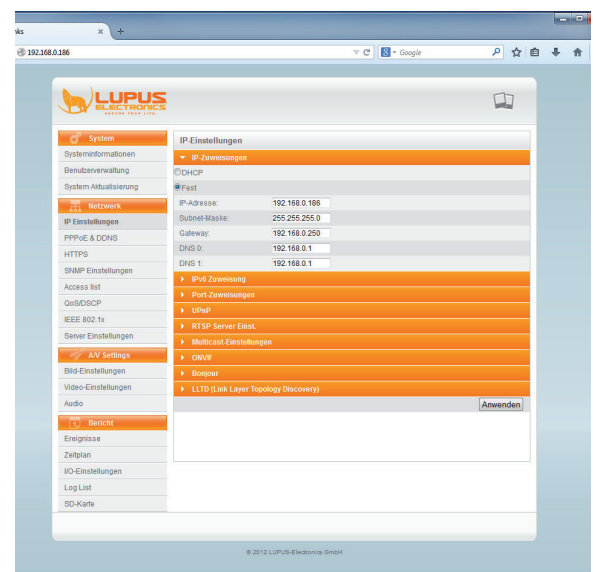 nks
192.168.0.186
Google
LUPUS
ELECTRONICS
SECURE YOUR LIFE
System
Systeminformationen
Benutzerverwaltung
System Aktualisierung
Netzwerk
IP Einstellungen
PPPoE & DDNS
HTTPS
SNMP Einstellungen
Access list
QoS/DSCP
IEEE 802.1x
Server Einstellungen
A/V Settings
Bild-Einstellungen
Video-Einstellungen
Audio
Bericht
Ereignisse
Zeitplan
I/O-Einstellungen
Log List
SD-Karte
IP-Einstellungen
IP-Zuweisungen
DHCP
Fest
IP-Adresse: 192.168.0.186
Subnet-Maske: 255.255.255.0
Gateway: 192.168.0.250
DNS 0: 192.168.0.1
DNS 1: 192.168.0.1
IPv6 Zuweisung
Port-Zuweisungen
UPnP
RTSP Server Einst.
Multicast-Einstellungen
ONVIF
Bonjour
LLTD (Link Layer Topology Discovery)
Anwenden
© 2012 LUPUS-Electronics GmbH